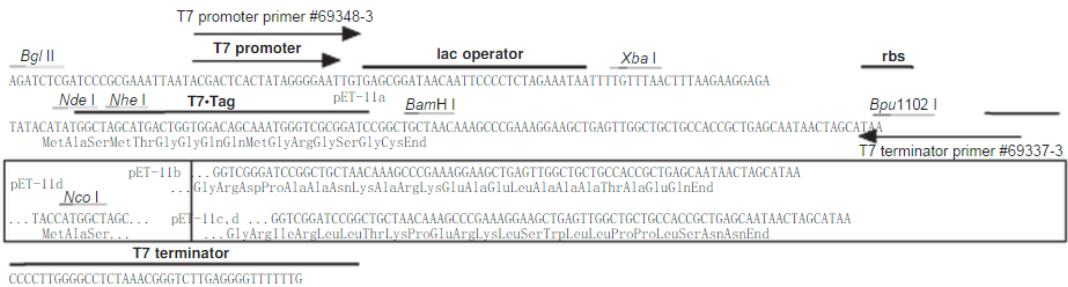 T7 promoter primer #69348-3
Bgl II T7 promoter lac operator Xba I rbs
AGATCTCGATCCCGCGAAATTAATACGACTCACTATAGGGGAATTGTGAGCGGATAACAATTCCCCTCTAGAAATAATTTTGTTTAACTTTAAGAAGGAGA
pET-11a
Nde I Nhe I T7•Tag BamH I Bpu1102 I
TATACATATGGCTAGCATGACTGGTGGACAGCAAATGGGTCGCGGATCCGGCTGCTAACAAAGCCCGAAAGGAAGCTGAGTTGGCTGCTGCCACCGCTGAGCAATAACTAGCATAA
MetAlaSerMetThrGlyGlyGlnGlnMetGlyArgGlySerGlyCysEnd
T7 terminator primer #69337-3
pET-11b ...GGTCGGGATCCGGCTGCTAACAAAGCCCGAAAGGAAGCTGAGTTGGCTGCTGCCACCGCTGAGCAATAACTAGCATAA
pET-11d ...GlyArgAspProAlaAlaAsnLysAlaArgLysGluAlaGluLeuAlaAlaAlaThrAlaGluGlnEnd
Nco I
...TACCATGGCTAGC... pET-11c,d ...GGTCGGATCCGGCTGCTAACAAAGCCCGAAAGGAAGCTGAGTTGGCTGCTGCCACCGCTGAGCAATAACTAGCATAA
MetAlaSer... ...GlyArgIleArgLeuLeuThrLysProGluArgLysLeuSerTrpLeuLeuProProLeuSerAsnAsnEnd
T7 terminator
CCCCTTGGGGCCTCTAAACGGGTCTTGAGGGGTTTTTTG